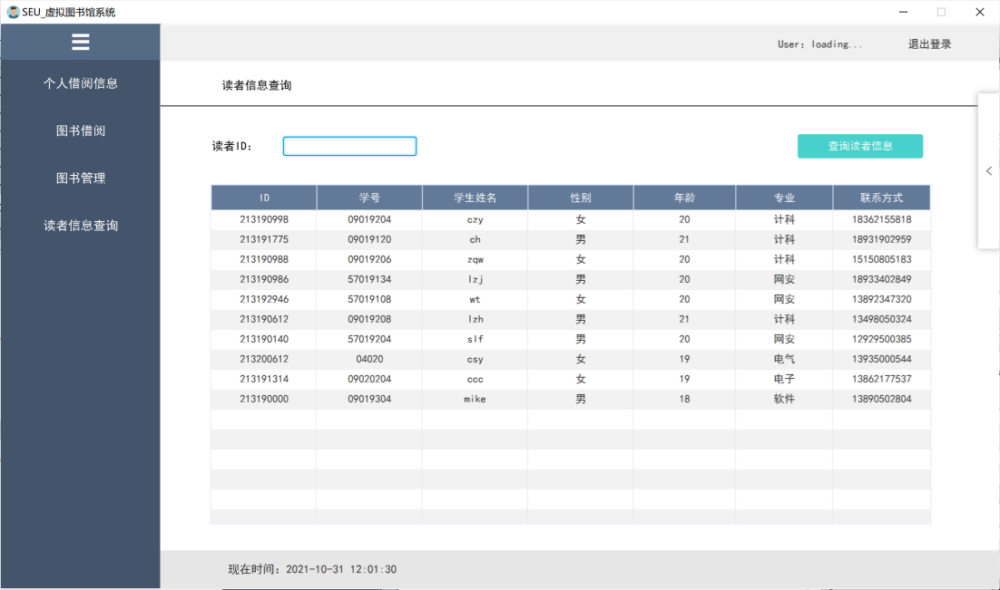 SEU_虚拟图书馆系统
User: loading... 退出登录
个人借阅信息
图书借阅
图书管理
读者信息查询
读者信息查询
读者ID: 查询读者信息
ID 学号 学生姓名 性别 年龄 专业 联系方式
213190998 09019204 czy 女 20 计科 18362155818
213191775 09019120 ch 男 21 计科 18931902959
213190988 09019206 zqw 女 20 计科 15150805183
213190986 57019134 lzj 男 20 网安 18933402849
213192946 57019108 wt 女 20 网安 13892347320
213190612 09019208 lzh 男 21 计科 13498050324
213190140 57019204 slf 男 20 网安 12929500385
213200612 04020 csy 女 19 电气 13935000544
213191314 09020204 ccc 女 19 电子 13862177537
213190000 09019304 mike 男 18 软件 13890502804
现在时间: 2021-10-31 12:01:30